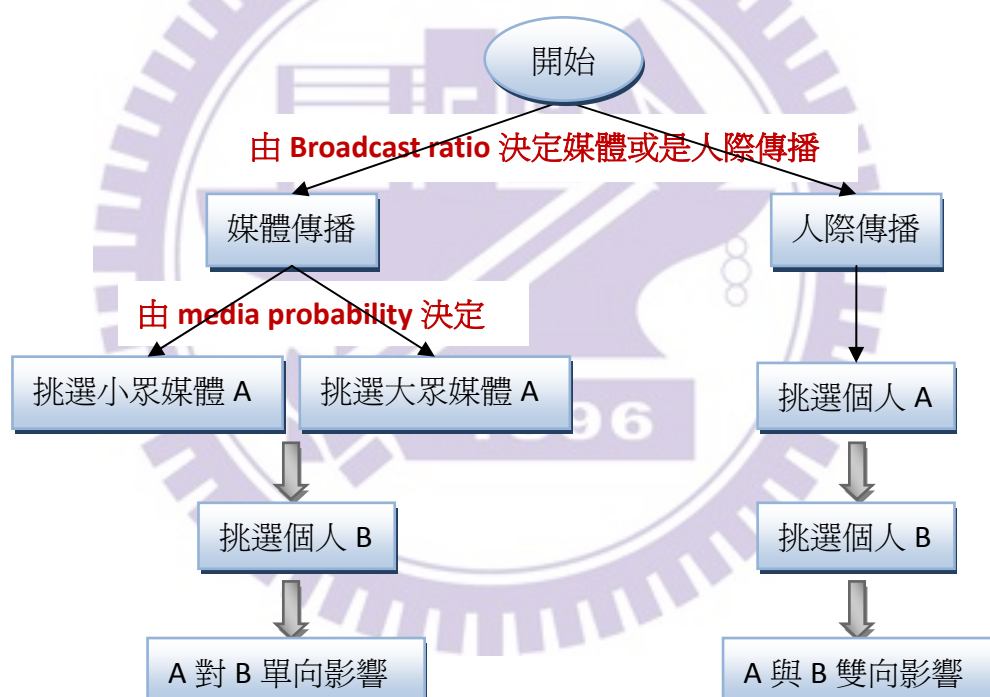 開始
由 Broadcast ratio 決定媒體或是人際傳播
媒體傳播
人際傳播
由 media probability 決定
挑選小眾媒體 A
挑選大眾媒體 A
挑選個人 A
挑選個人 B
挑選個人 B
A 對 B 單向影響
A 與 B 雙向影響